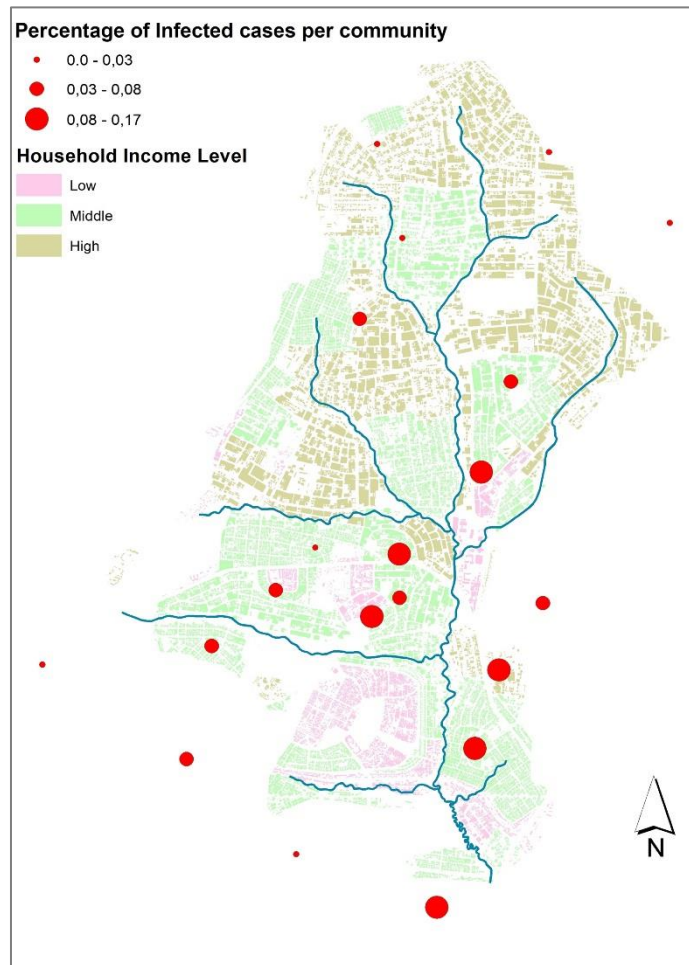 Percentage of Infected cases per community
0.0 - 0,03
0,03 - 0,08
0,08 - 0,17
Household Income Level
Low
Middle
High
N